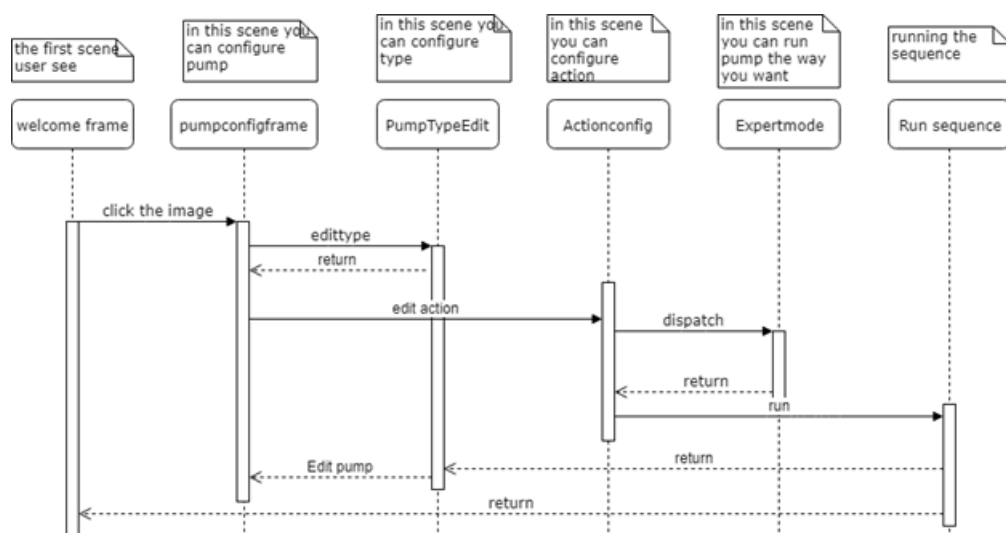 the first scene
user see
in this scene you
can configure
pump
in this scene you
can configure
type
in this scene
you can
configure
action
in this scene
you can run
pump the way
you want
running the
sequence
welcome frame
pumpconfigframe
PumpTypeEdit
Actionconfig
Expertmode
Run sequence
click the image
edittype
return
edit action
dispatch
return
run
return
Edit pump
return